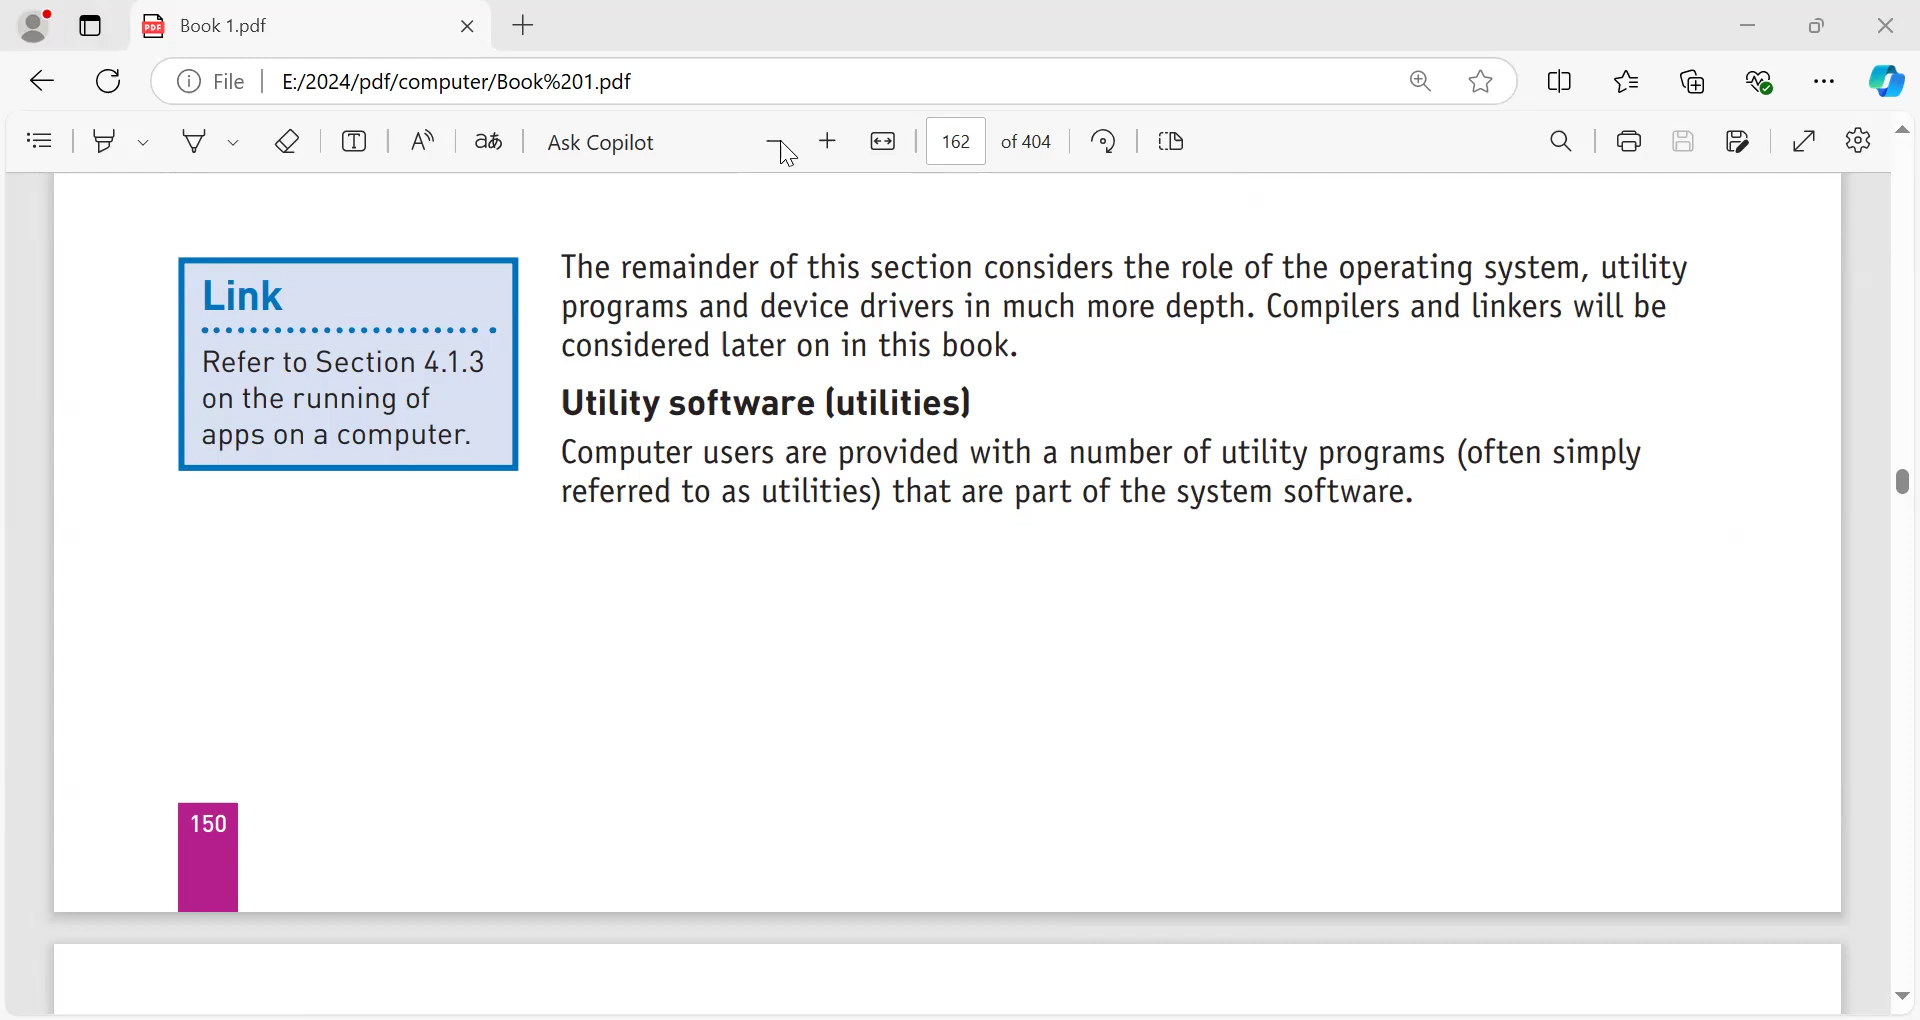 Book 1.pdf
File
E:/2024/pdf/computer/Book%201.pdf
Ask Copilot
162 of 404
Link
Refer to Section 4.1.3
on the running of
apps on a computer.
The remainder of this section considers the role of the operating system, utility
programs and device drivers in much more depth. Compilers and linkers will be
considered later on in this book.
Utility software (utilities)
Computer users are provided with a number of utility programs (often simply
referred to as utilities) that are part of the system software.
150